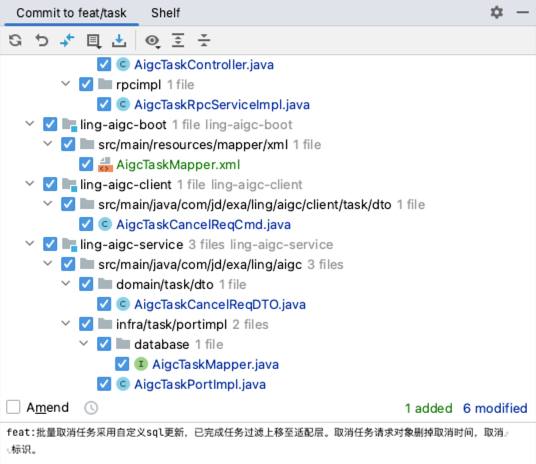 Commit to feat/task Shelf
AigcTaskController.java
rpcimpl 1 file
AigcTaskRpcServiceImpl.java
ling-aigc-boot 1 file ling-aigc-boot
src/main/resources/mapper/xml 1 file
AigcTaskMapper.xml
ling-aigc-client 1 file ling-aigc-client
src/main/java/com/jd/exa/ling/aigc/client/task/dto 1 file
AigcTaskCancelReqCmd.java
ling-aigc-service 3 files ling-aigc-service
src/main/java/com/jd/exa/ling/aigc 3 files
domain/task/dto 1 file
AigcTaskCancelReqDTO.java
infra/task/portimpl 2 files
database 1 file
AigcTaskMapper.java
AigcTaskPortImpl.java
Amend 1 added 6 modified
feat:批量取消任务采用自定义sql更新，已完成任务过滤上移至适配层。取消任务请求对象删掉取消时间，取消
标识。